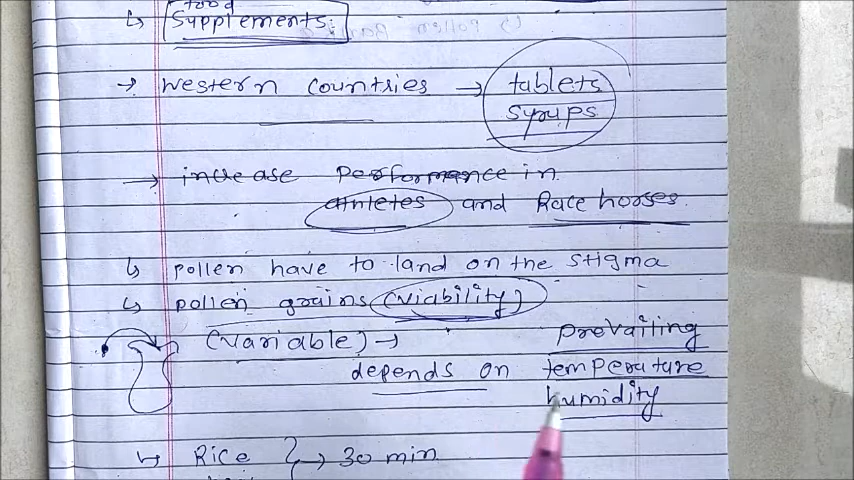 food
↳ Supplements:
→ Western countries → tablets
syrups
→ increase performance in
athletes and Race horses.
↳ pollen have to land on the stigma
↳ pollen grains (viability)
(variable) → prevailing
depends on temperature
humidity
↳ Rice } → 30 min